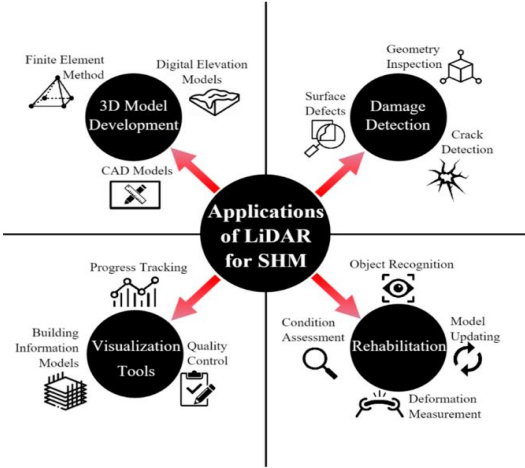 Finite Element
Method
Digital Elevation
Models
3D Model
Development
CAD Models
Geometry
Inspection
Surface
Defects
Damage
Detection
Crack
Detection
Applications
of LiDAR
for SHM
Progress Tracking
Building
Information
Models
Visualization
Tools
Quality
Control
Object Recognition
Condition
Assessment
Rehabilitation
Model
Updating
Deformation
Measurement